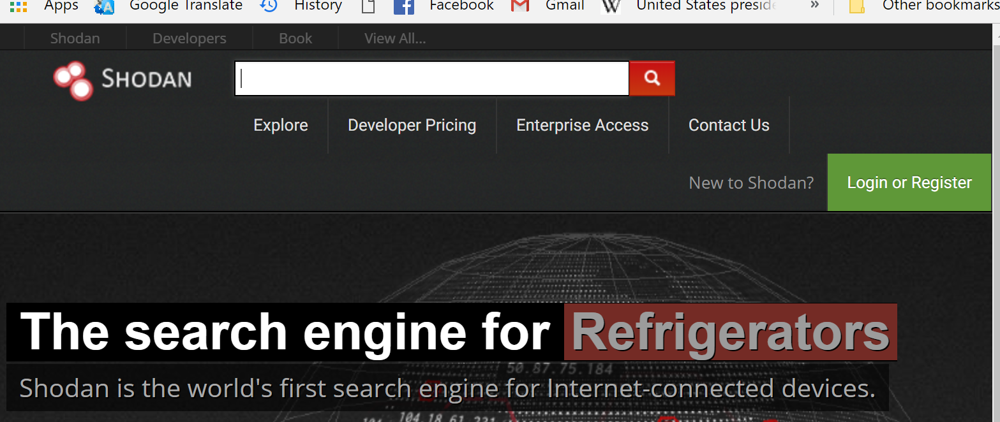 Apps Google Translate History Facebook Gmail United States preside » Other bookmarks
Shodan Developers Book View All...
SHODAN
Explore Developer Pricing Enterprise Access Contact Us
New to Shodan? Login or Register
The search engine for Refrigerators
50.87.75.184
Shodan is the world's first search engine for Internet-connected devices.
104.18.61.231